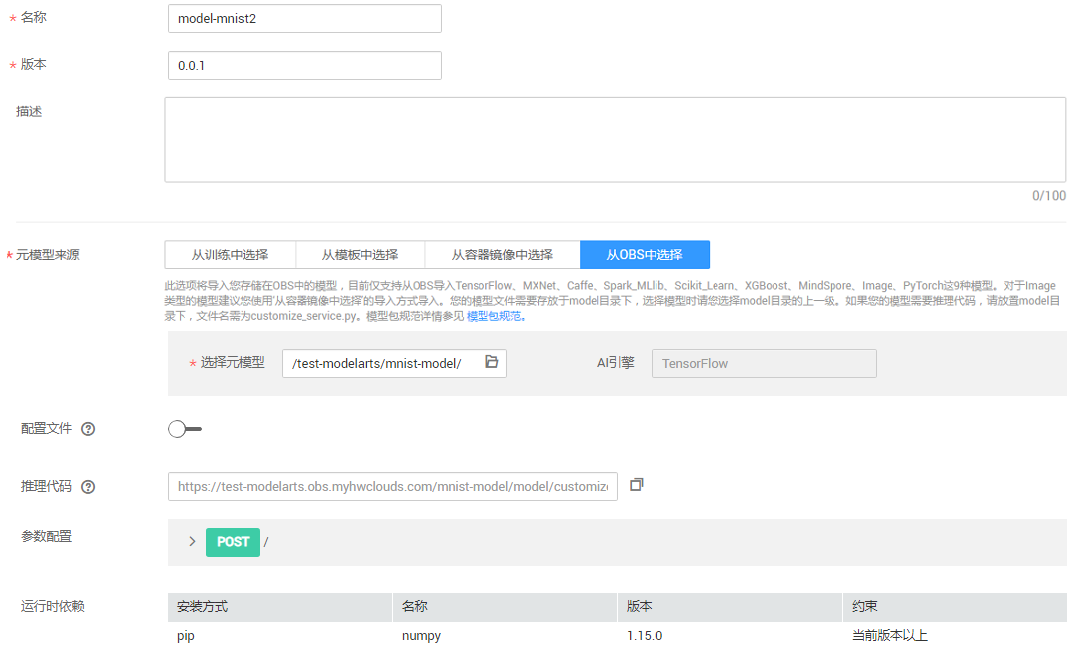 * 名称 model-mnist2
* 版本 0.0.1
描述
0/100
* 元模型来源 从训练中选择 从模板中选择 从容器镜像中选择 从OBS中选择
此选项将导入您存储在OBS中的模型，目前仅支持从OBS导入TensorFlow、MXNet、Caffe、Spark_MLlib、Scikit_Learn、XGBoost、MindSpore、Image、PyTorch这9种模型。对于Image
类型的模型建议您使用'从容器镜像中选择'的导入方式导入。您的模型文件需要存放于model目录下，选择模型时请您选择model目录的上一级。如果您的模型需要推理代码，请放置model目
录下，文件名需为customize_service.py。模型包规范详情参见 模型包规范。
* 选择元模型 /test-modelarts/mnist-model/ AI引擎 TensorFlow
配置文件 ?
推理代码 ? https://test-modelarts.obs.myhwclouds.com/mnist-model/model/customize
参数配置 > POST /
运行时依赖 安装方式 名称 版本 约束
pip numpy 1.15.0 当前版本以上